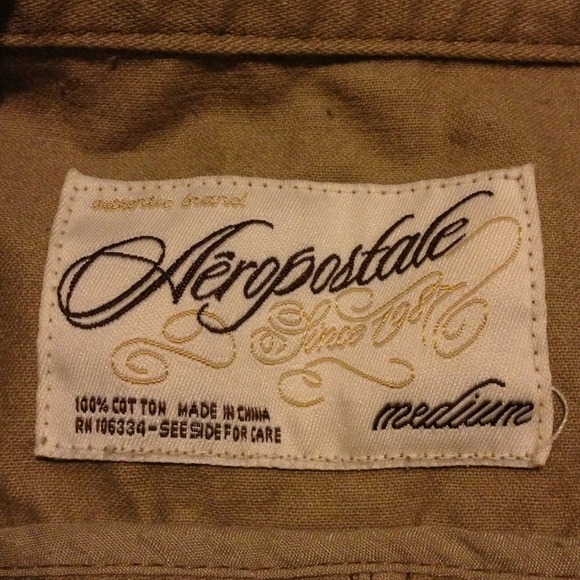 authentic brand
Aéropostale
Since 1987
100% COTTON MADE IN CHINA
RN 106334-SEE SIDE FOR CARE
medium